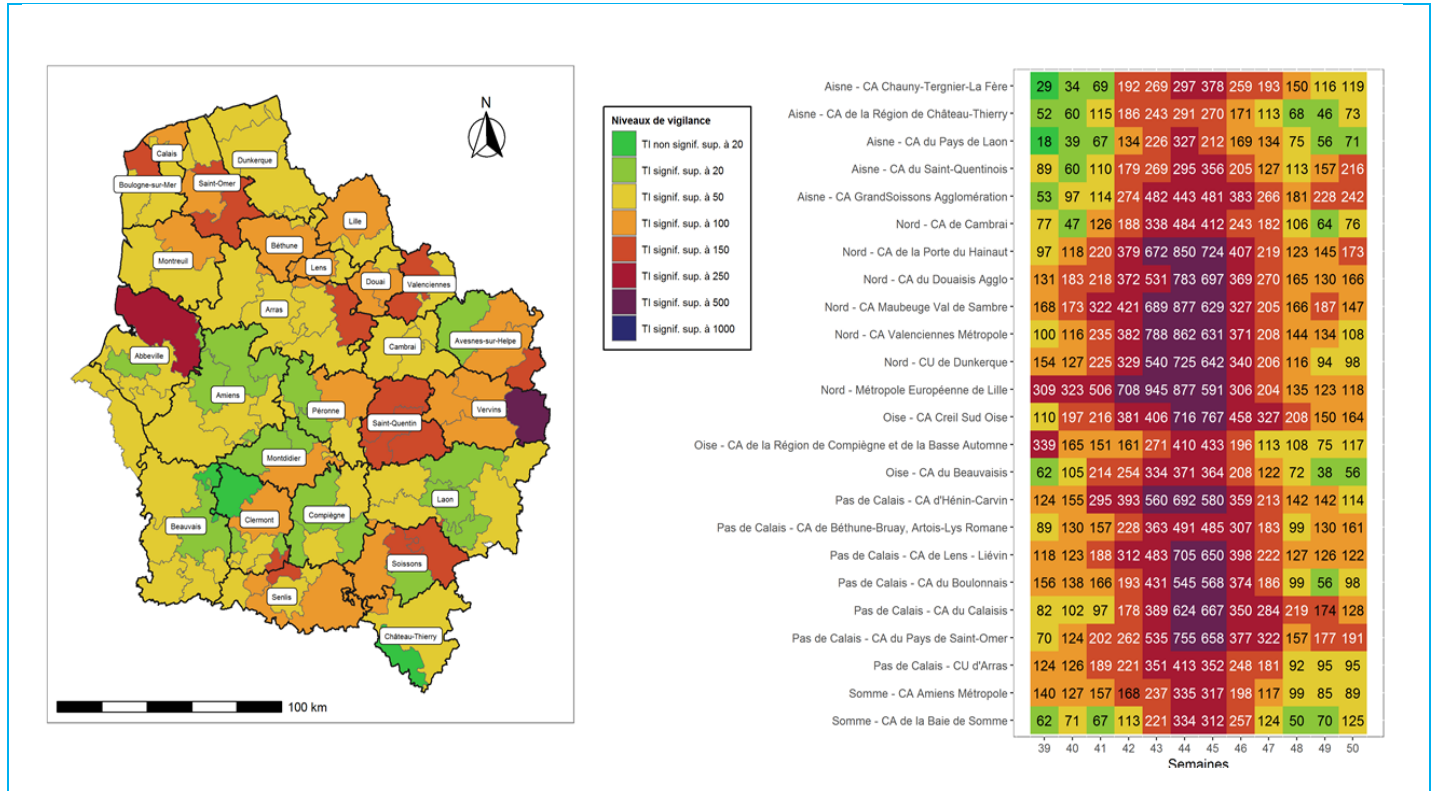 N
Calais
Dunkerque
Boulogne-sur-Mer
Saint-Omer
Lille
Béthune
Montreuil
Lens
Douai
Valenciennes
Arras
Avesnes-sur-Helpe
Cambrai
Abbeville
Amiens
Péronne
Vervins
Saint-Quentin
Montdidier
Laon
Clermont
Compiègne
Beauvais
Soissons
Senlis
Château-Thierry
100 km
Niveaux de vigilance
TI non signif. sup. à 20
TI signif. sup. à 20
TI signif. sup. à 50
TI signif. sup. à 100
TI signif. sup. à 150
TI signif. sup. à 250
TI signif. sup. à 500
TI signif. sup. à 1000
Aisne - CA Chauny-Tergnier-La Fère 29 34 69 192 269 297 378 259 193 150 116 119
Aisne - CA de la Région de Château-Thierry 52 60 115 186 243 291 270 171 113 68 46 73
Aisne - CA du Pays de Laon 18 39 67 134 226 327 212 169 134 75 56 71
Aisne - CA du Saint-Quentinois 89 60 110 179 269 295 356 205 127 113 157 216
Aisne - CA GrandSoissons Agglomération 53 97 114 274 482 443 481 383 266 181 228 242
Nord - CA de Cambrai 77 47 126 188 338 484 412 243 182 106 64 76
Nord - CA de la Porte du Hainaut 97 118 220 379 672 850 724 407 219 123 145 173
Nord - CA du Douaisis Agglo 131 183 218 372 531 783 697 369 270 165 130 166
Nord - CA Maubeuge Val de Sambre 168 173 322 421 689 877 629 327 205 166 187 147
Nord - CA Valenciennes Métropole 100 116 235 382 788 862 631 371 208 144 134 108
Nord - CU de Dunkerque 154 127 225 329 540 725 642 340 206 116 94 98
Nord - Métropole Européenne de Lille 309 323 506 708 945 877 591 306 204 135 123 118
Oise - CA Creil Sud Oise 110 197 216 381 406 716 767 458 327 208 150 164
Oise - CA de la Région de Compiègne et de la Basse Automne 339 165 151 161 271 410 433 196 113 108 75 117
Oise - CA du Beauvaisis 62 105 214 254 334 371 364 208 122 72 38 56
Pas de Calais - CA d'Hénin-Carvin 124 155 295 393 560 692 580 359 213 142 142 114
Pas de Calais - CA de Béthune-Bruay, Artois-Lys Romane 89 130 157 228 363 491 485 307 183 99 130 161
Pas de Calais - CA de Lens - Liévin 118 123 188 312 483 705 650 398 222 127 126 122
Pas de Calais - CA du Boulonnais 156 138 166 193 431 545 568 374 186 99 56 98
Pas de Calais - CA du Calaisis 82 102 97 178 389 624 667 350 284 219 174 128
Pas de Calais - CA du Pays de Saint-Omer 70 124 202 262 535 755 658 377 322 157 177 191
Pas de Calais - CU d'Arras 124 126 189 221 351 413 352 248 181 92 95 95
Somme - CA Amiens Métropole 140 127 157 168 237 335 317 198 117 99 85 89
Somme - CA de la Baie de Somme 62 71 67 113 221 334 312 257 124 50 70 125
39 40 41 42 43 44 45 46 47 48 49 50
Semaines